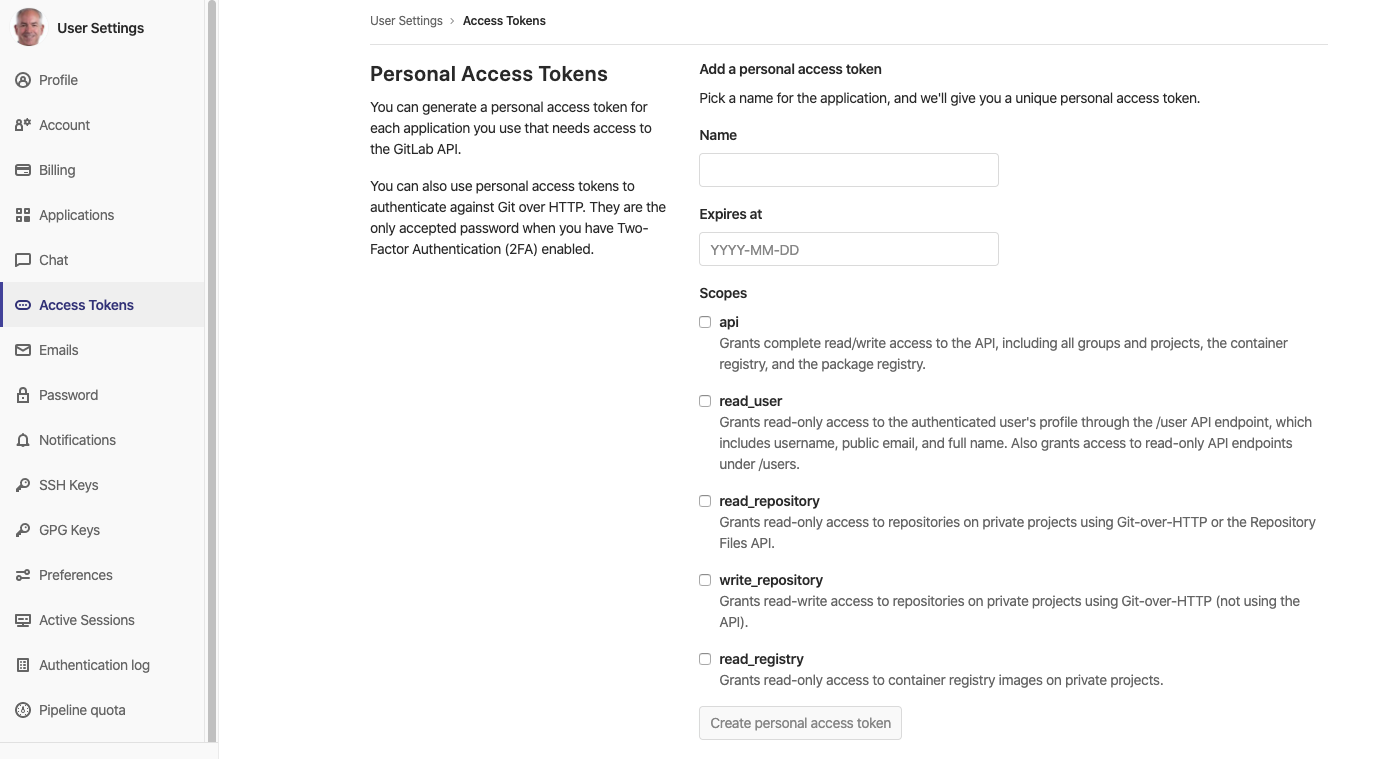 User Settings
Profile
Account
Billing
Applications
Chat
Access Tokens
Emails
Password
Notifications
SSH Keys
GPG Keys
Preferences
Active Sessions
Authentication log
Pipeline quota
User Settings › Access Tokens
Personal Access Tokens
You can generate a personal access token for
each application you use that needs access to
the GitLab API.
You can also use personal access tokens to
authenticate against Git over HTTP. They are the
only accepted password when you have Two-
Factor Authentication (2FA) enabled.
Add a personal access token
Pick a name for the application, and we'll give you a unique personal access token.
Name
Expires at
YYYY-MM-DD
Scopes
api
Grants complete read/write access to the API, including all groups and projects, the container
registry, and the package registry.
read_user
Grants read-only access to the authenticated user's profile through the /user API endpoint, which
includes username, public email, and full name. Also grants access to read-only API endpoints
under /users.
read_repository
Grants read-only access to repositories on private projects using Git-over-HTTP or the Repository
Files API.
write_repository
Grants read-write access to repositories on private projects using Git-over-HTTP (not using the
API).
read_registry
Grants read-only access to container registry images on private projects.
Create personal access token